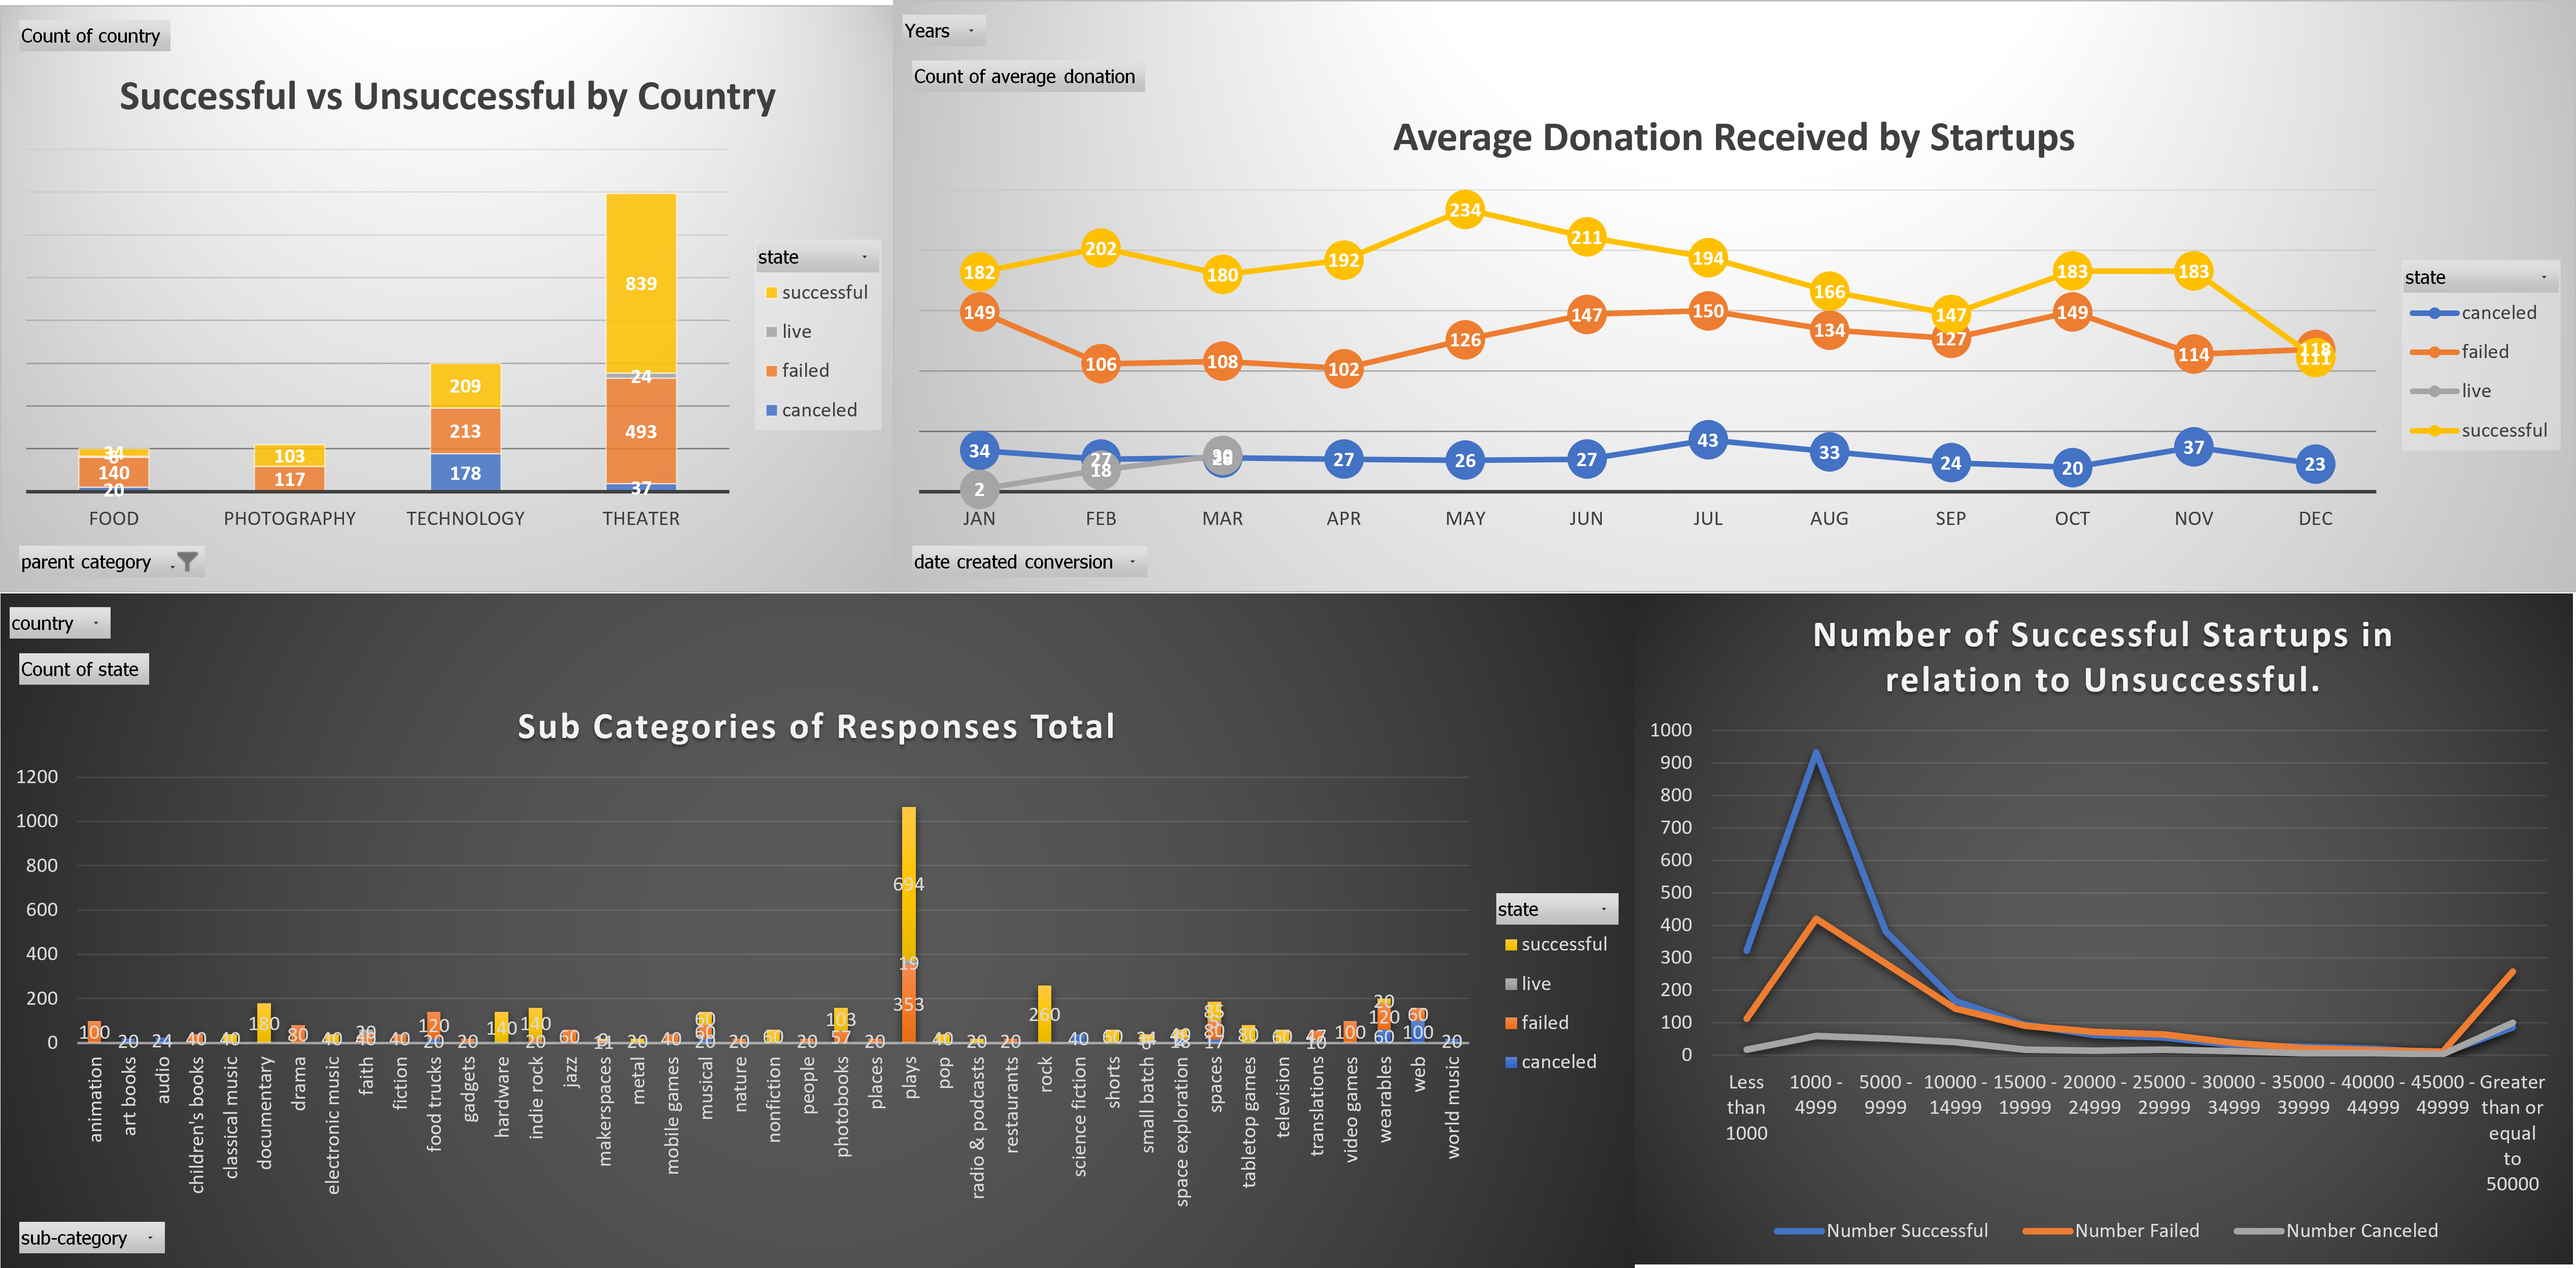 Count of country
Successful vs Unsuccessful by Country
839
24
493
37
209
213
178
103
117
34
140
20
FOOD PHOTOGRAPHY TECHNOLOGY THEATER
state
successful
live
failed
canceled
parent category
Years
Count of average donation
Average Donation Received by Startups
182 202 180 192 234 211 194 166 147 183 183 111
149 106 108 102 126 147 150 134 127 149 114 118
34 27 27 26 27 43 33 24 20 37 23
2 18
JAN FEB MAR APR MAY JUN JUL AUG SEP OCT NOV DEC
state
canceled
failed
live
successful
date created conversion
country
Count of state
Sub Categories of Responses Total
1200
1000
800
600
400
200
0
694
19
353
100 20 24 40 40 180 80 40 40 120 20 20 140 140 20 60 20 40 60 60 20 20 60 20 103 57 20 40 20 20 260 40 60 85 80 17 80 60 47 100 20 120 60 60 100 20
animation
art books
audio
children's books
classical music
documentary
drama
electronic music
faith
fiction
food trucks
gadgets
hardware
indie rock
jazz
makerspaces
metal
mobile games
musical
nature
nonfiction
people
photobooks
places
plays
pop
radio & podcasts
restaurants
rock
science fiction
shorts
small batch
space exploration
spaces
tabletop games
television
translations
video games
wearables
web
world music
state
successful
live
failed
canceled
sub-category
Number of Successful Startups in
relation to Unsuccessful.
1000
900
800
700
600
500
400
300
200
100
0
Less than 1000
1000 - 4999
5000 - 9999
10000 - 14999
15000 - 19999
20000 - 24999
25000 - 29999
30000 - 34999
35000 - 39999
40000 - 44999
45000 - 49999
Greater than or equal to 50000
Number Successful Number Failed Number Canceled